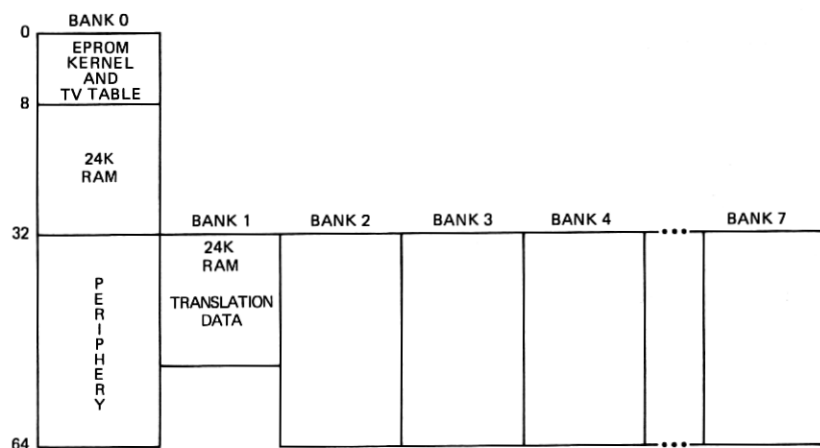 BANK 0
0
EPROM
KERNEL
AND
TV TABLE
8
24K
RAM
BANK 1 BANK 2 BANK 3 BANK 4 BANK 7
32 •••
24K
RAM
TRANSLATION
DATA
P
E
R
I
P
H
E
R
Y
64 •••